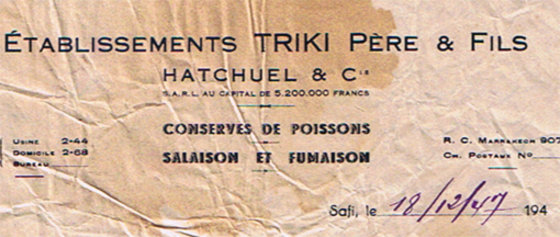 ÉTABLISSEMENTS TRIKI PÈRE & FILS
HATCHUEL & Cie
S.A.R.L. AU CAPITAL DE 5.200.000 FRANCS
CONSERVES DE POISSONS
SALAISON ET FUMAISON
USINE 2-44
DOMICILE 2-68
BUREAU
R. C. MARRAKECH 907
CH. POSTAUX No
Safi, le 18/12/47 194